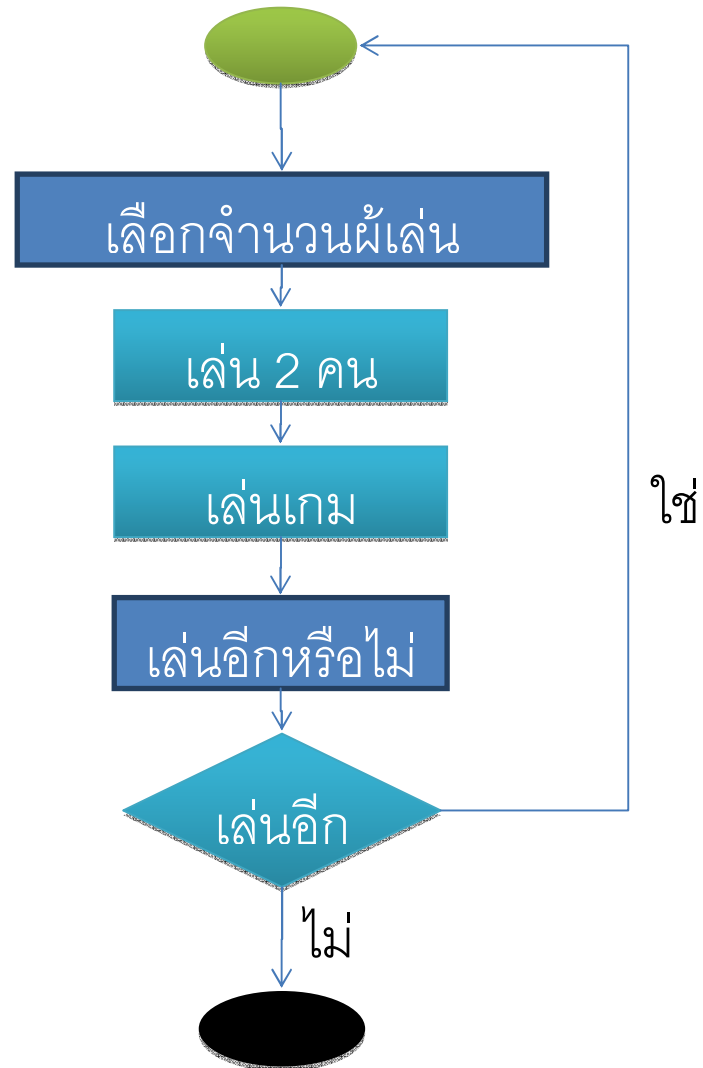 เลือกจำนวนผ้เล่น
เล่น 2 คน
เล่นเกม
ใช่
เล่นอีกหรือไม่
เล่นอีก
ไม่